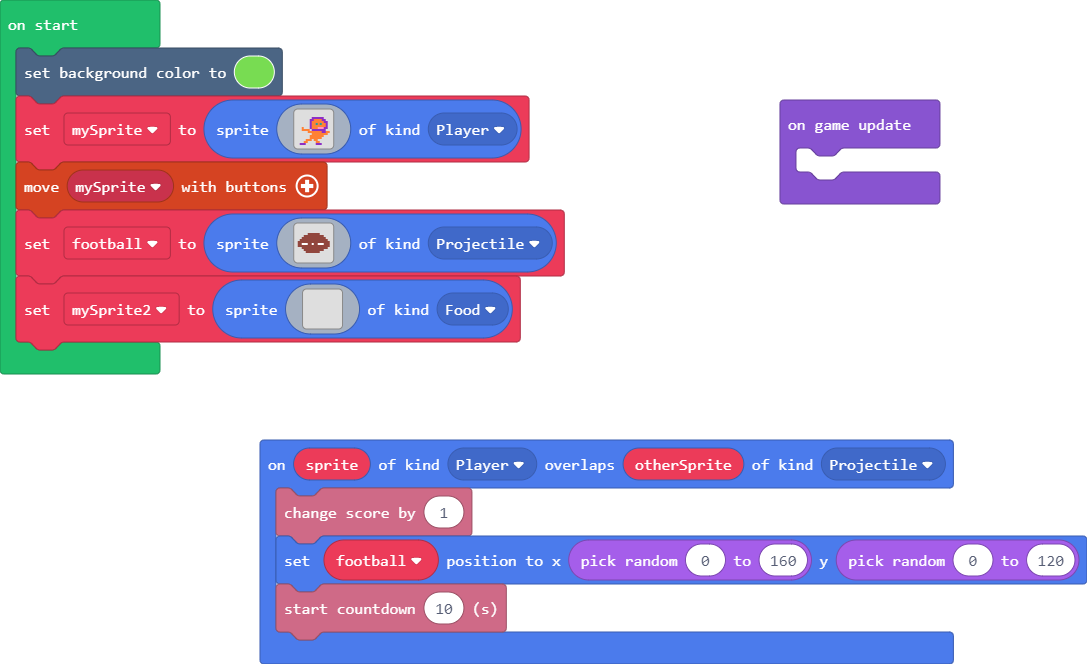 on start
set background color to
set mySprite to sprite of kind Player
on game update
move mySprite with buttons
set football to sprite of kind Projectile
set mySprite2 to sprite of kind Food
on sprite of kind Player overlaps otherSprite of kind Projectile
change score by 1
set football position to x pick random 0 to 160 y pick random 0 to 120
start countdown 10 (s)